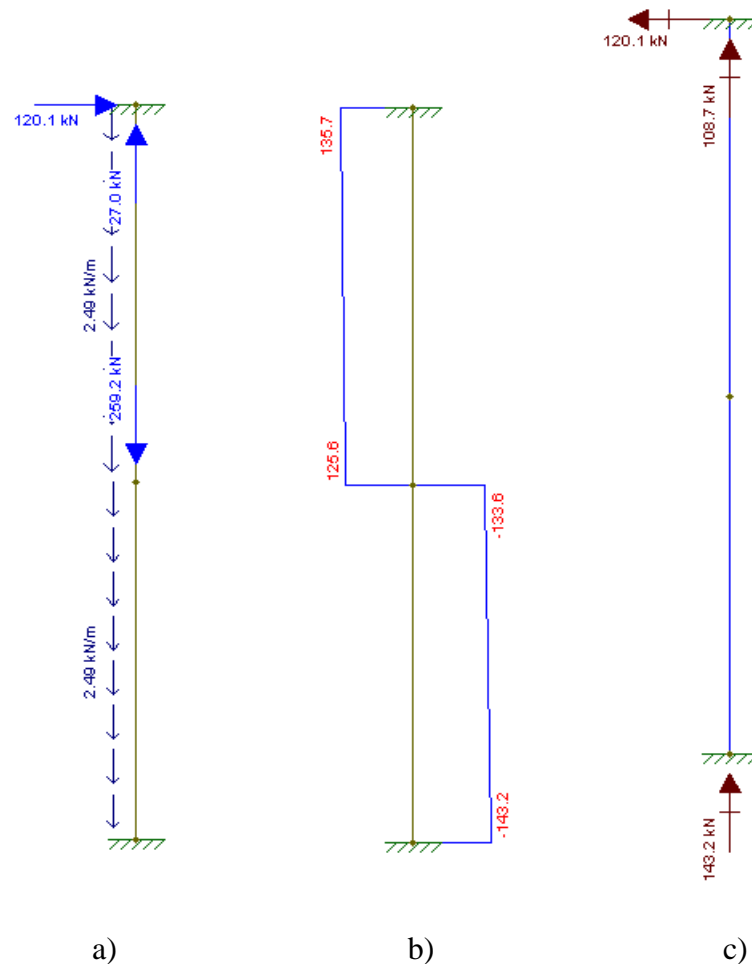 120.1 kN
27.0 kN
2.49 kN/m
259.2 kN
2.49 kN/m
a)
135.7
125.6
-133.6
-143.2
b)
120.1 kN
108.7 kN
143.2 kN
c)